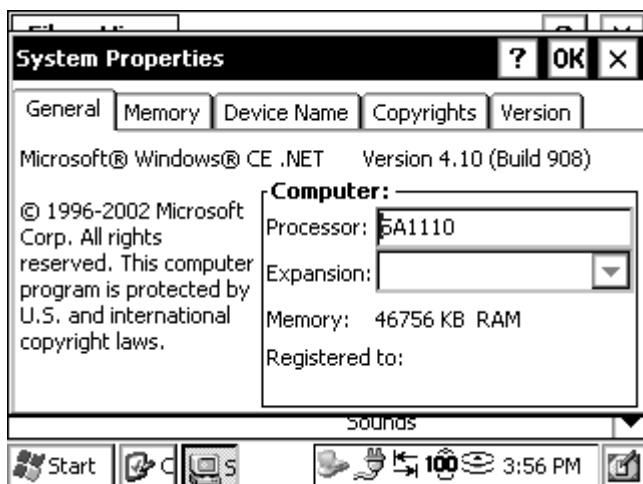 System Properties ? OK ×
General Memory Device Name Copyrights Version
Microsoft® Windows® CE .NET Version 4.10 (Build 908)
© 1996-2002 Microsoft
Corp. All rights
reserved. This computer
program is protected by
U.S. and international
copyright laws.
Computer:
Processor: SA1110
Expansion:
Memory: 46756 KB RAM
Registered to:
Sounds
Start C S 100 3:56 PM